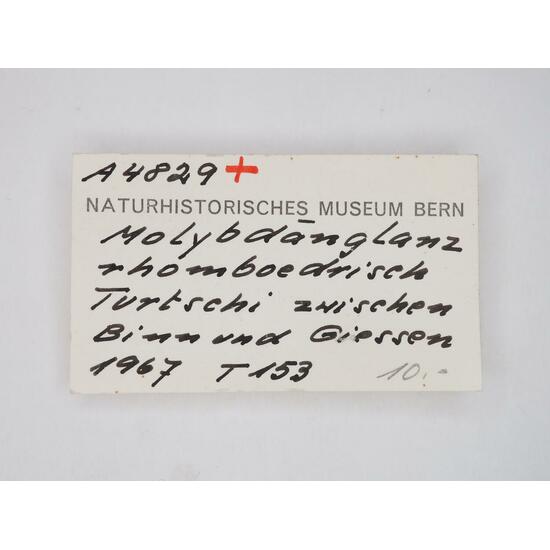 A4829+
NATURHISTORISCHES MUSEUM BERN
Molybdänglanz
rhomboedrisch
Turtschi zwischen
Binn und Giessen
1967 T153 10.-